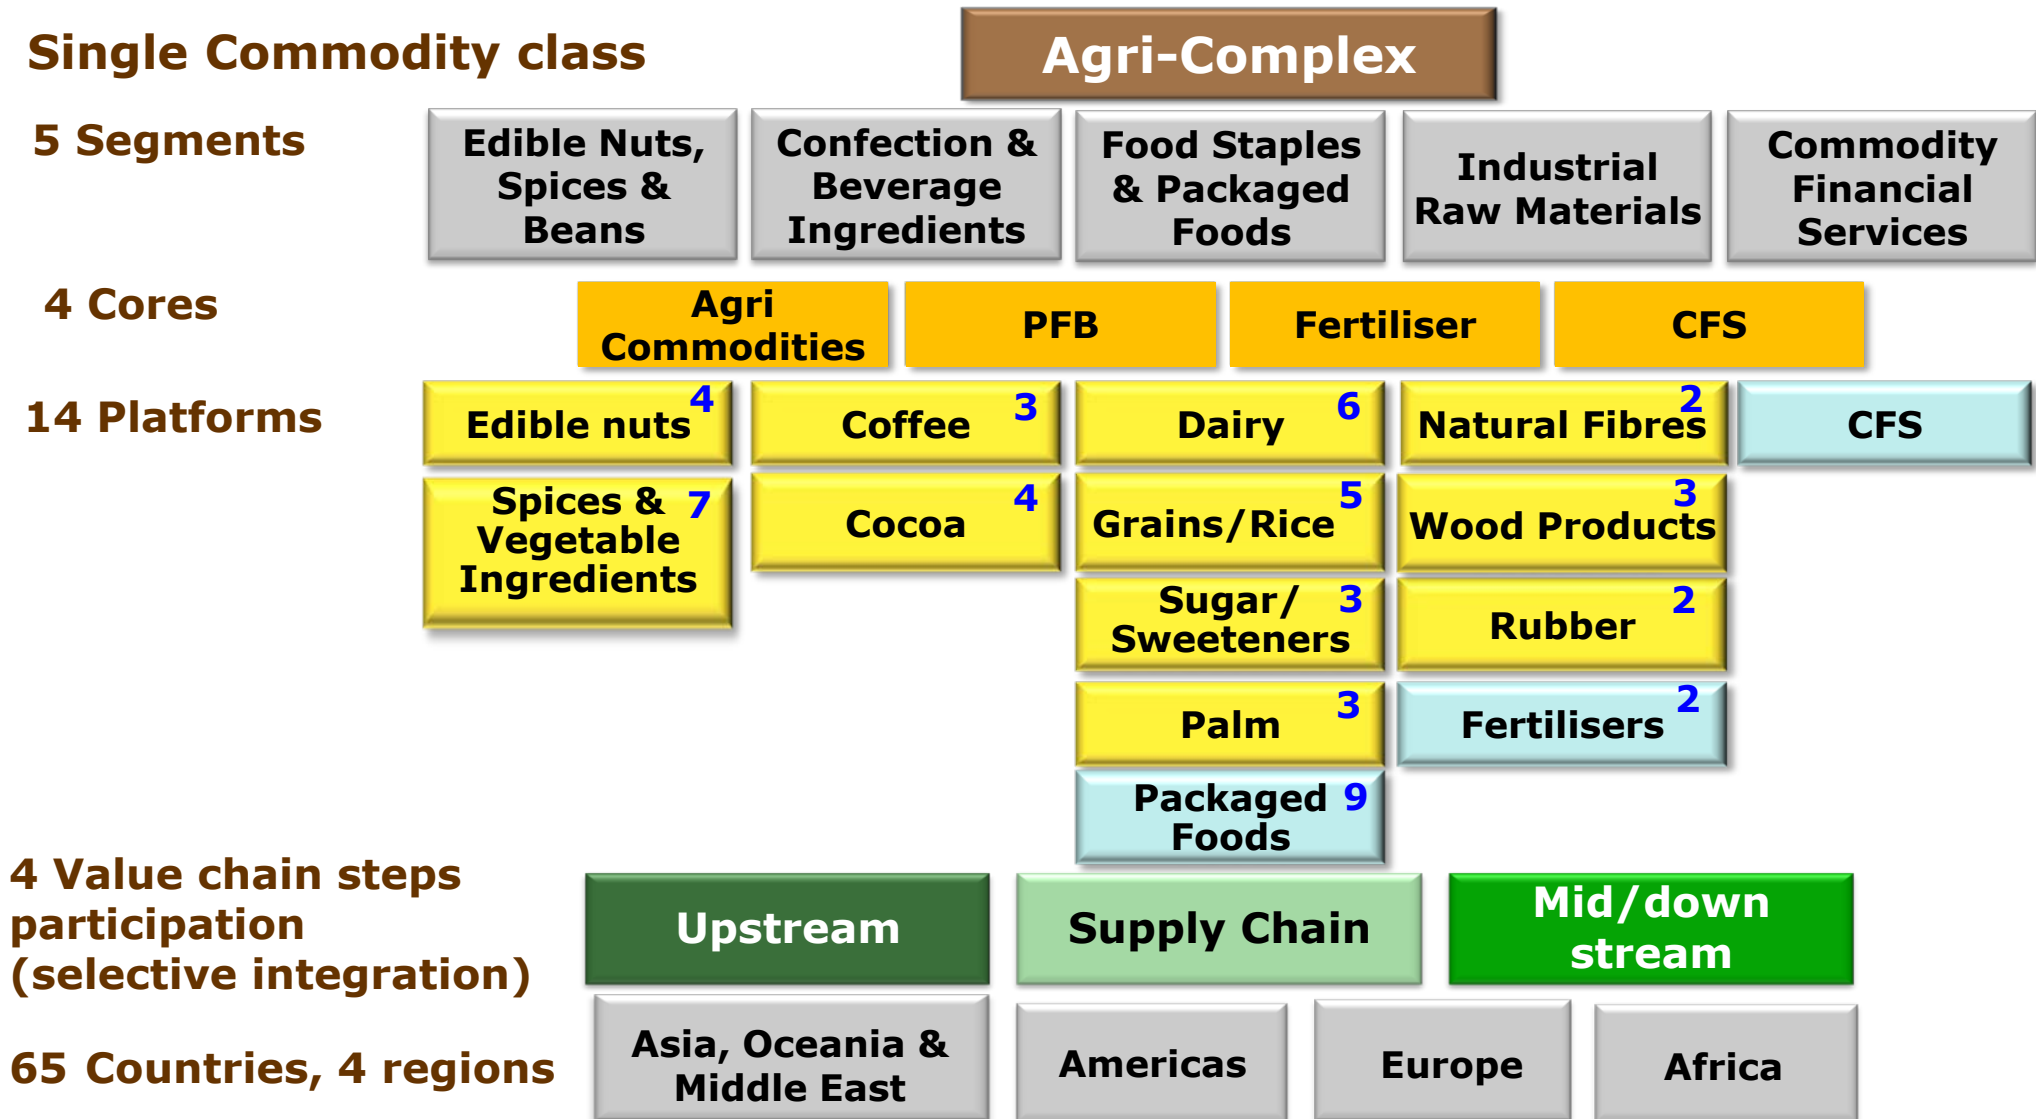 Single Commodity class
Agri-Complex
5 Segments
Edible Nuts,
Spices &
Beans
Confection &
Beverage
Ingredients
Food Staples
& Packaged
Foods
Industrial
Raw Materials
Commodity
Financial
Services
4 Cores
Agri
Commodities
PFB
Fertiliser
CFS
14 Platforms
Edible nuts 4
Coffee 3
Dairy 6
Natural Fibres 2
CFS
Spices & 7
Vegetable
Ingredients
Cocoa 4
Grains/Rice 5
Wood Products 3
Sugar/ 3
Sweeteners
Rubber 2
Palm 3
Fertilisers 2
Packaged 9
Foods
4 Value chain steps
participation
(selective integration)
Upstream
Supply Chain
Mid/down
stream
65 Countries, 4 regions
Asia, Oceania &
Middle East
Americas
Europe
Africa